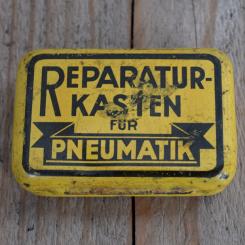 REPARATUR-
KASTEN
FÜR
PNEUMATIK